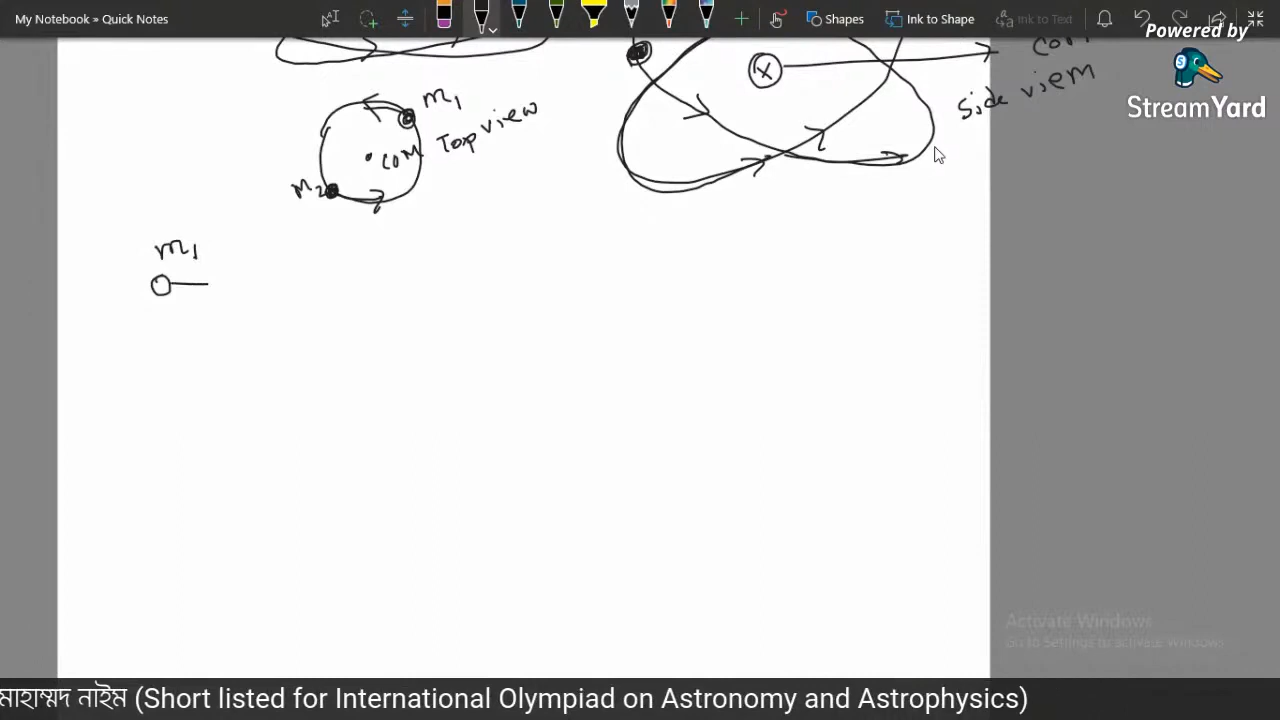 My Notebook » Quick Notes
Shapes
Ink to Shape
Ink to Text
Powered by
StreamYard
com
side viem
m1
Top view
com
m2
m1
Activate Windows
Go to Settings to activate Windows.
মোহাম্মদ নাইম (Short listed for International Olympiad on Astronomy and Astrophysics)